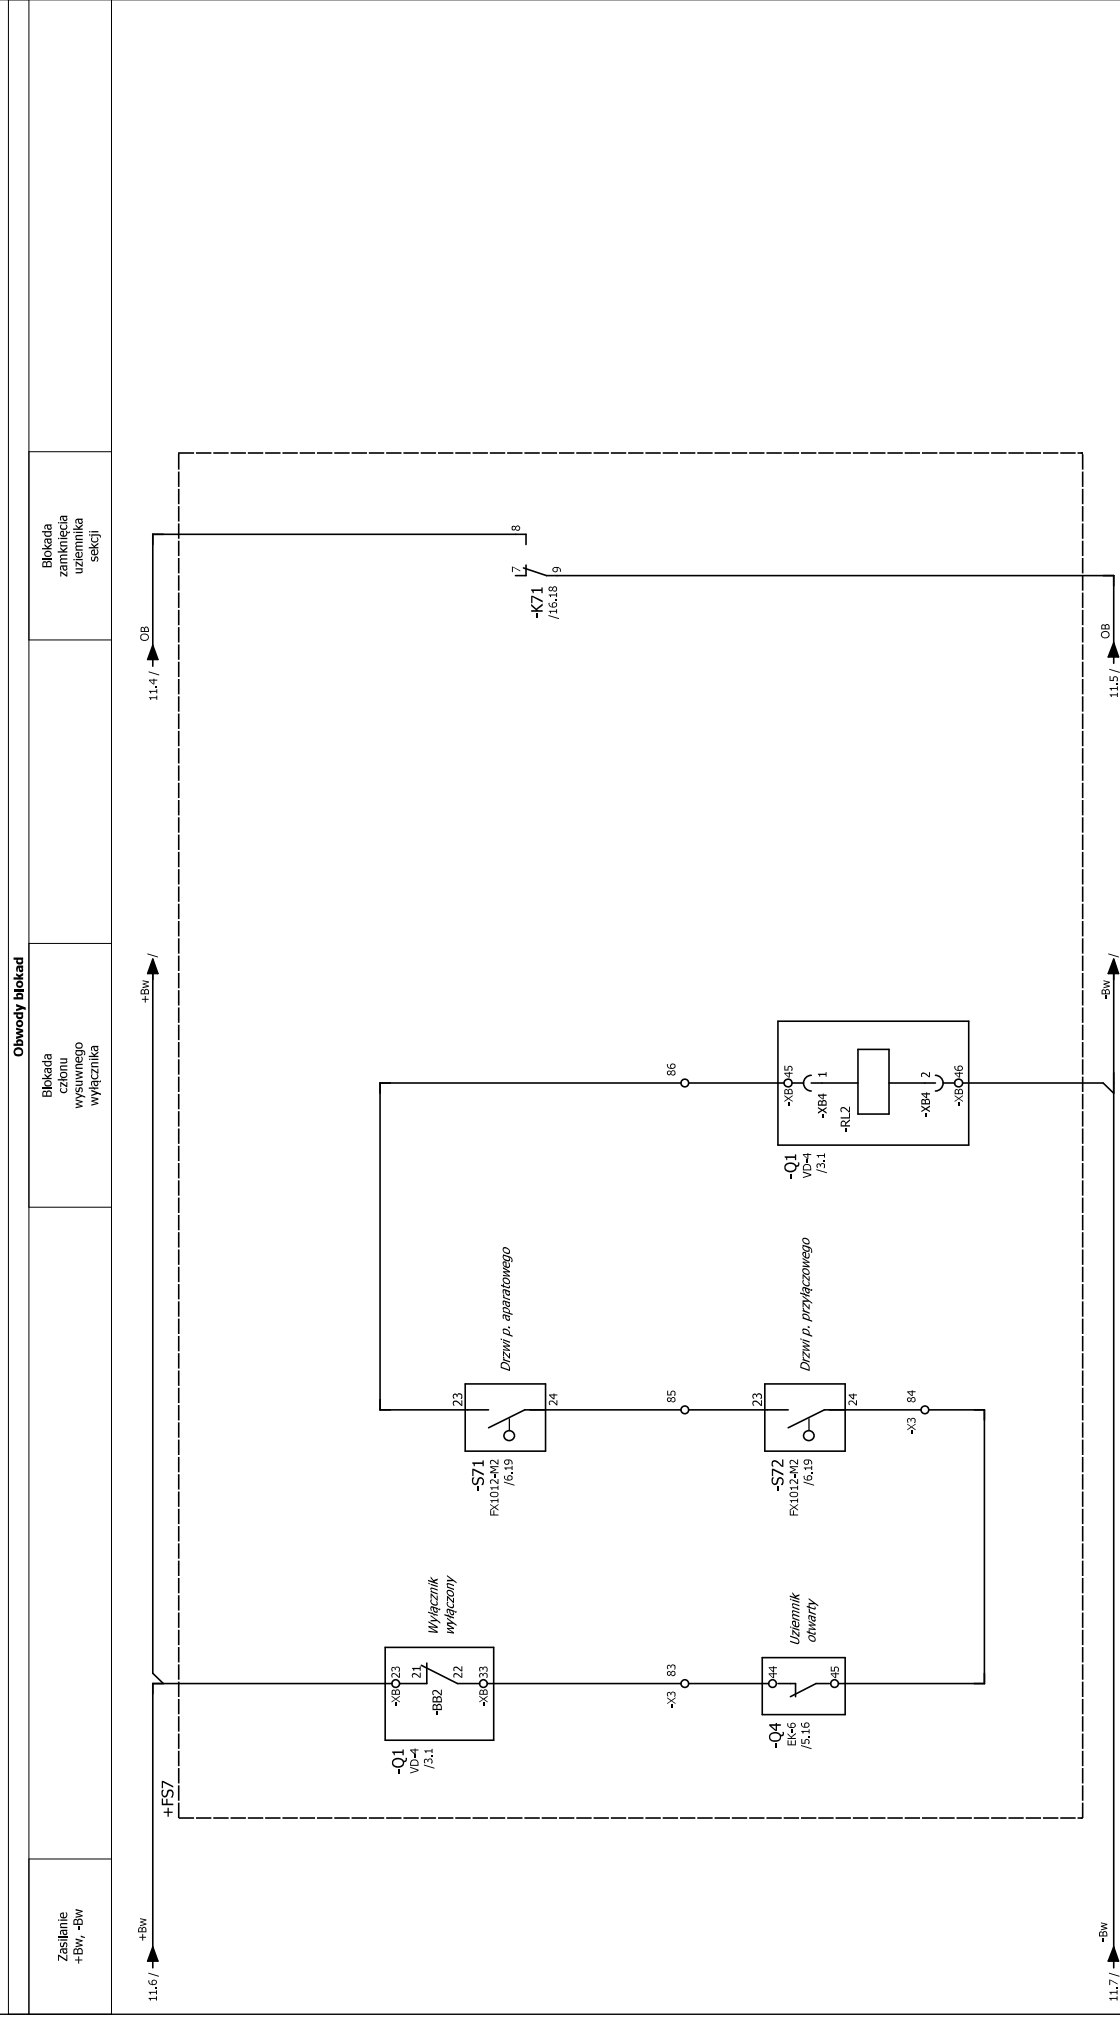 Obwody blokad
Zasilanie
+Bw, -Bw
Blokada
członu
wysuwnego
wyłącznika
Blokada
zamknięcia
uziemnika
sekcji
11.6 /
+Bw
+Bw
/
11.4 /
OB
+FS7
-Q1
VD-4
/3.1
-XB
23
21
-BB2
22
-XB
33
Wyłącznik
wyłączony
-X3
83
-Q4
EK-6
/5.16
44
45
Uziemnik
otwarty
-S71
FX1012-M2
/6.19
23
24
Drzwi p. aparatowego
85
-S72
FX1012-M2
/6.19
23
24
Drzwi p. przyłączowego
-X3
84
86
-Q1
VD-4
/3.1
-XB
45
-XB4
1
-RL2
-XB4
2
-XB
46
-K71
/16.18
7
8
9
11.7 /
-Bw
-Bw
/
11.5 /
OB